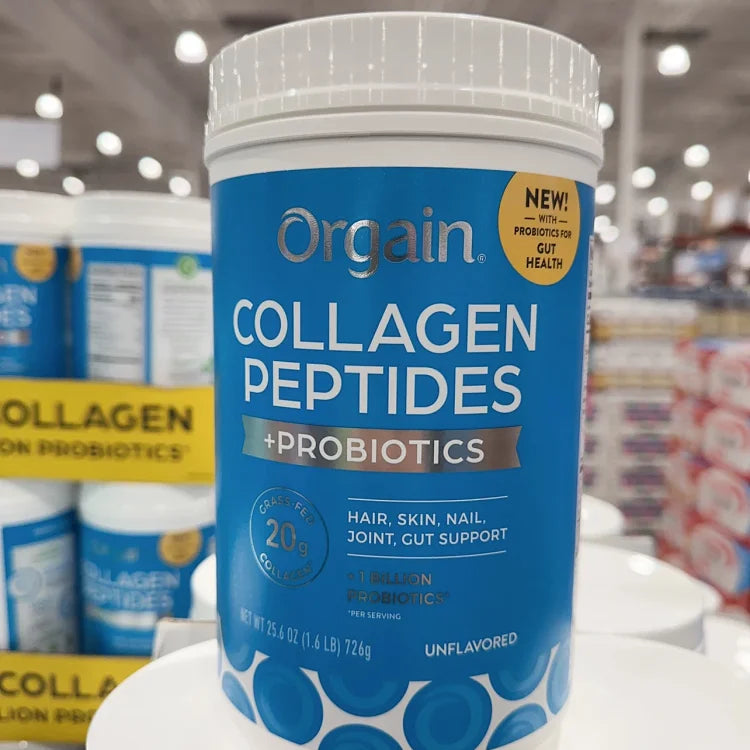 Orgain®
NEW!
WITH
PROBIOTICS FOR
GUT
HEALTH
COLLAGEN
PEPTIDES
+PROBIOTICS
GRASS-FED
20g
COLLAGEN*
HAIR, SKIN, NAIL,
JOINT, GUT SUPPORT
+ 1 BILLION
PROBIOTICS*
*PER SERVING
NET WT 25.6 OZ (1.6 LB) 726g
UNFLAVORED
OLLAGEN
ON PROBIOTICS*
COLLAGEN
PEPTIDES
COLLA
LION PRO